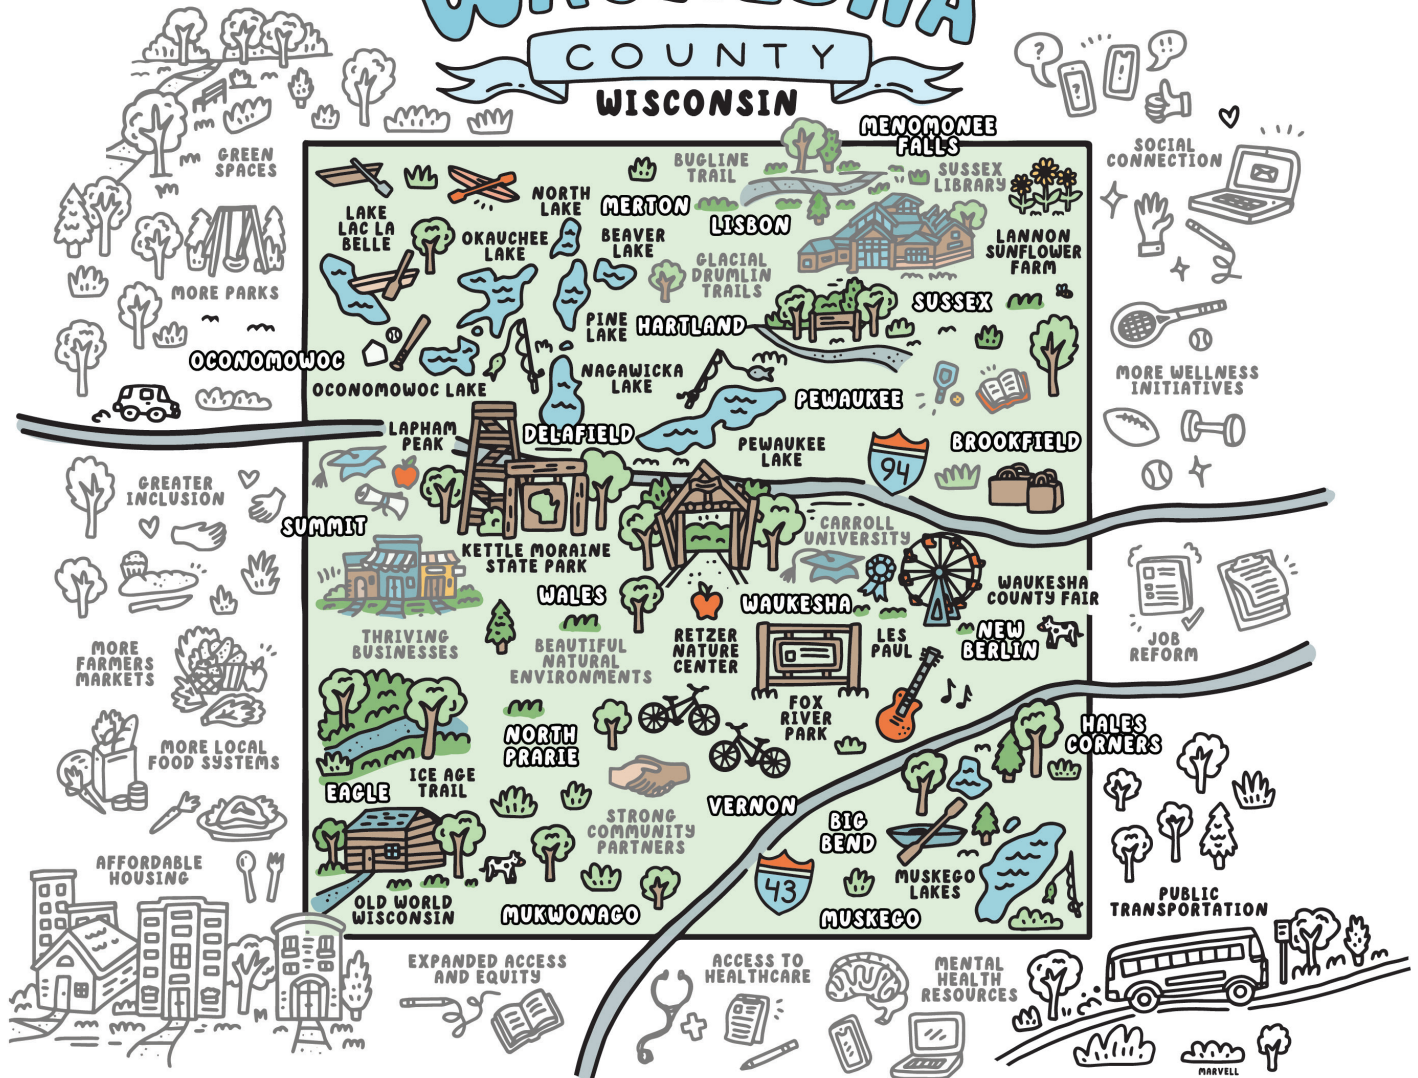 WAUKESHA
COUNTY
WISCONSIN
MENOMONEE
FALLS
GREEN
SPACES
BUGLINE
TRAIL
SUSSEX
LIBRARY
SOCIAL
CONNECTION
NORTH
LAKE
MERTON
LISBON
LAKE
LAC LA
BELLE
OKAUCHEE
LAKE
BEAVER
LAKE
LANNON
SUNFLOWER
FARM
GLACIAL
DRUMLIN
TRAILS
MORE PARKS
SUSSEX
PINE
LAKE
HARTLAND
OCONOMOWOC
OCONOMOWOC LAKE
NAGAWICKA
LAKE
MORE WELLNESS
INITIATIVES
PEWAUKEE
LAPHAM
PEAK
DELAFIELD
PEWAUKEE
LAKE
BROOKFIELD
94
GREATER
INCLUSION
SUMMIT
KETTLE MORAINE
STATE PARK
CARROLL
UNIVERSITY
WAUKESHA
COUNTY FAIR
WALES
WAUKESHA
THRIVING
BUSINESSES
BEAUTIFUL
NATURAL
ENVIRONMENTS
RETZER
NATURE
CENTER
LES
PAUL
NEW
BERLIN
JOB
REFORM
MORE
FARMERS
MARKETS
FOX
RIVER
PARK
NORTH
PRARIE
HALES
CORNERS
MORE LOCAL
FOOD SYSTEMS
ICE AGE
TRAIL
EAGLE
STRONG
COMMUNITY
PARTNERS
VERNON
BIG
BEND
AFFORDABLE
HOUSING
43
MUSKEGO
LAKES
OLD WORLD
WISCONSIN
MUKWONAGO
MUSKEGO
PUBLIC
TRANSPORTATION
EXPANDED ACCESS
AND EQUITY
ACCESS TO
HEALTHCARE
MENTAL
HEALTH
RESOURCES
MARVELL